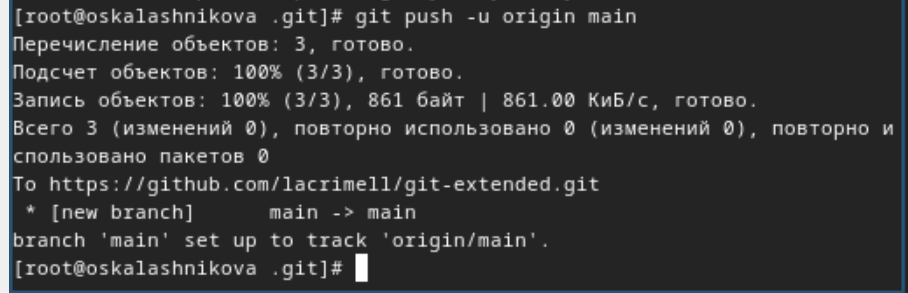 [root@oskalashnikova .git]# git push -u origin main
Перечисление объектов: 3, готово.
Подсчет объектов: 100% (3/3), готово.
Запись объектов: 100% (3/3), 861 байт | 861.00 КиБ/с, готово.
Всего 3 (изменений 0), повторно использовано 0 (изменений 0), повторно и
спользовано пакетов 0
To https://github.com/lacrimell/git-extended.git
 * [new branch]      main -> main
branch 'main' set up to track 'origin/main'.
[root@oskalashnikova .git]#